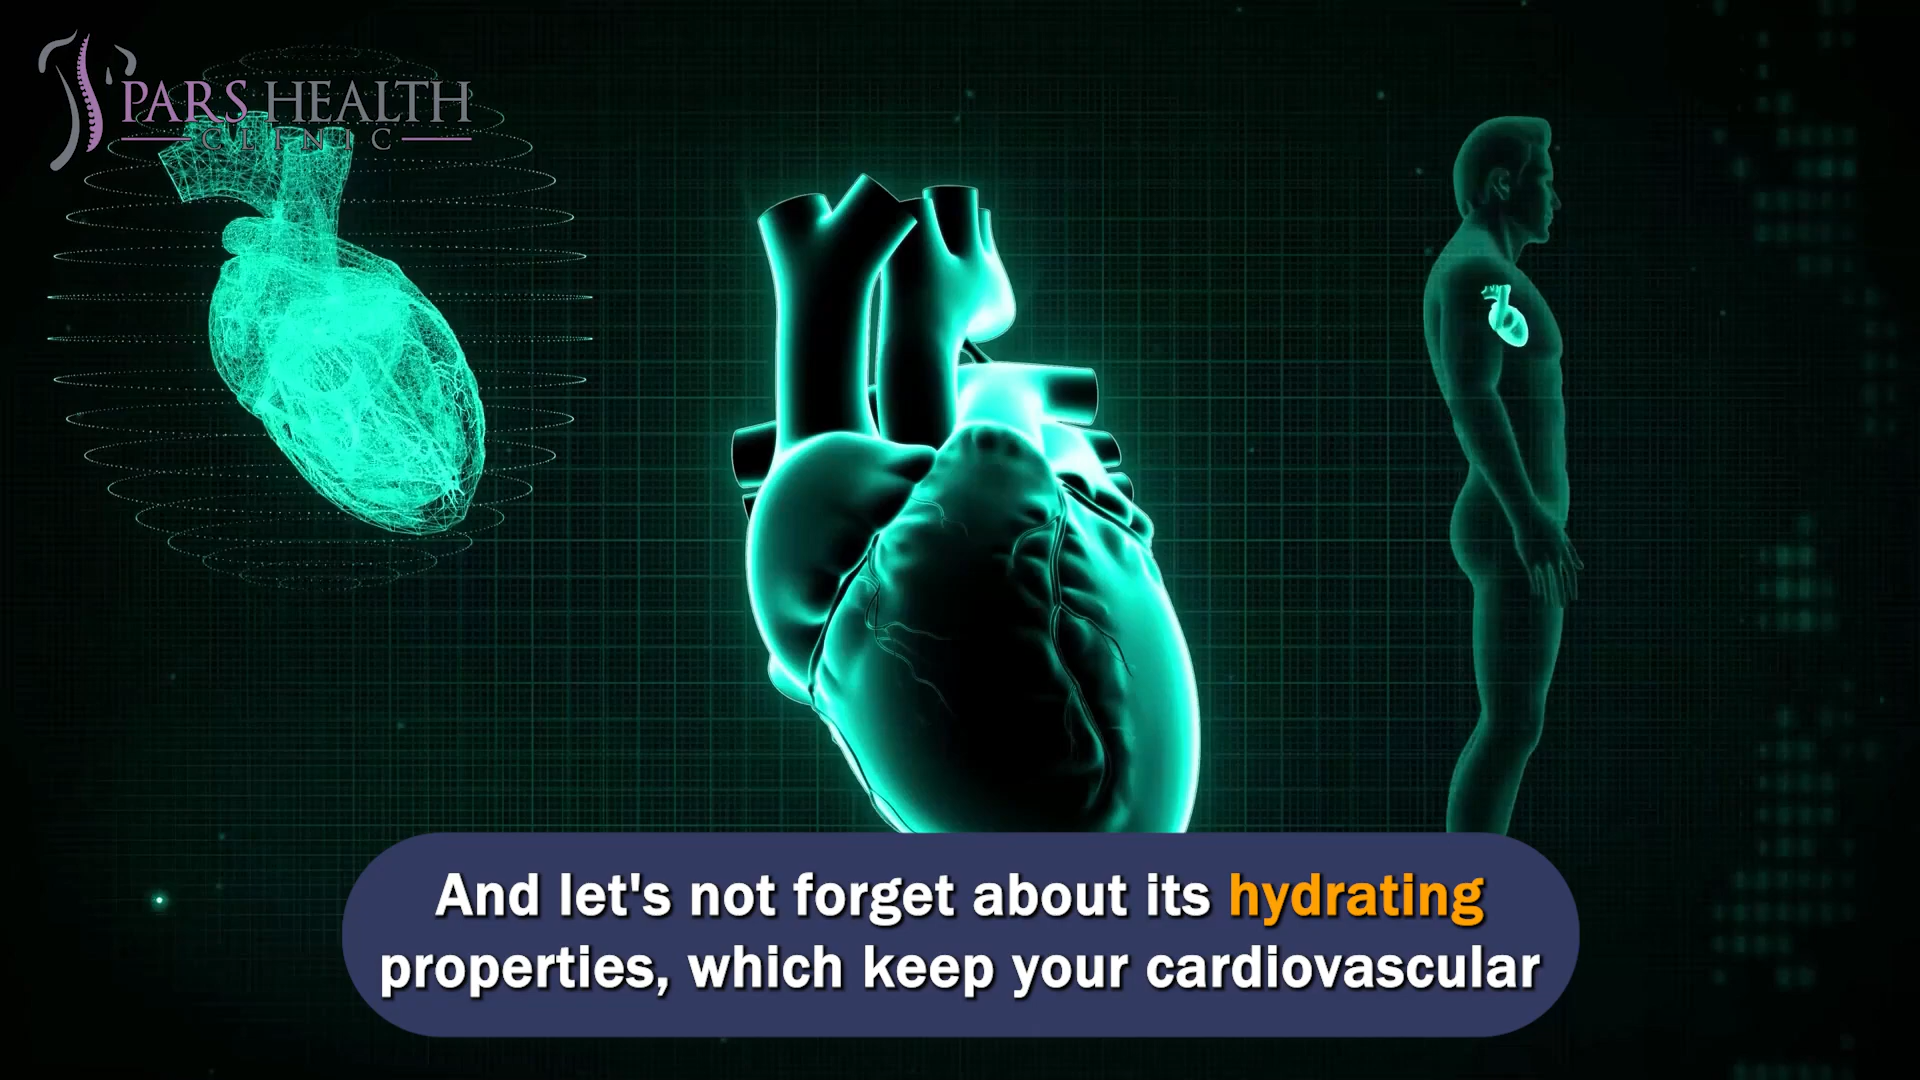 PARS HEALTH
CLINIC
And let's not forget about its hydrating
properties, which keep your cardiovascular